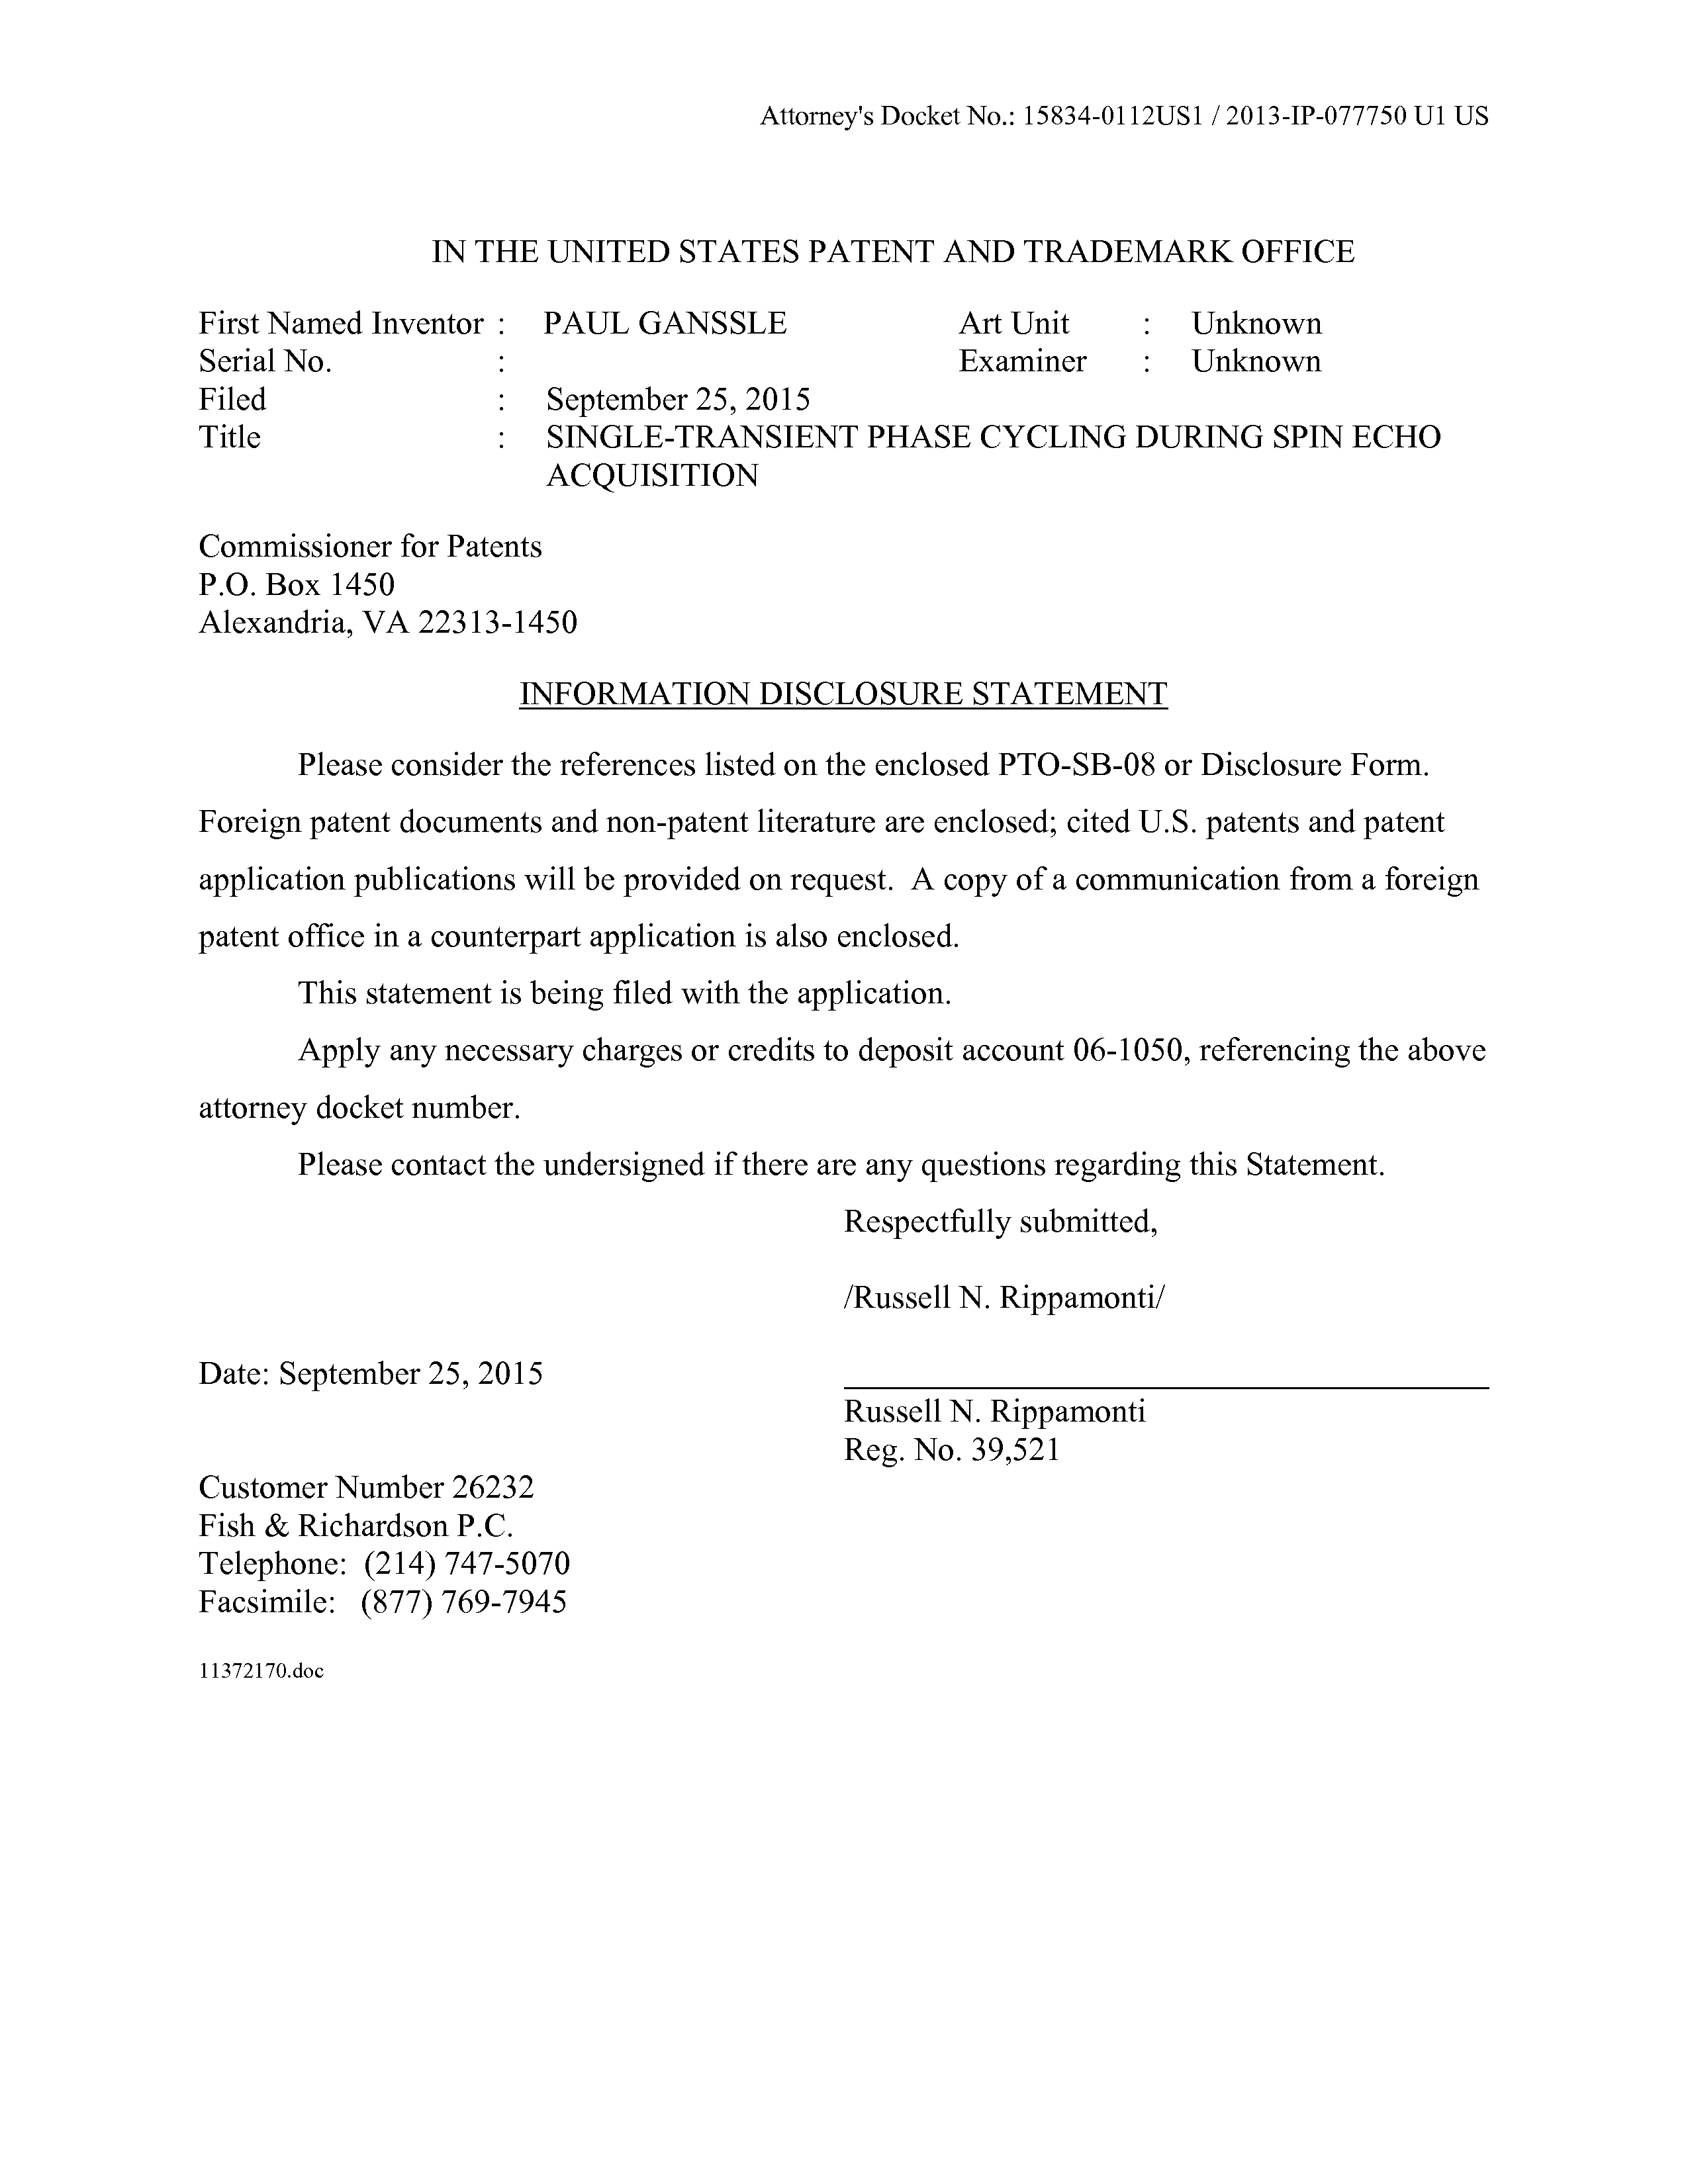 Attorney's Docket No.: 15834-0112US1 / 2013-IP-077750 U1 US
IN THE UNITED STATES PATENT AND TRADEMARK OFFICE
First Named Inventor : PAUL GANSSLE Art Unit : Unknown
Serial No. : Examiner : Unknown
Filed : September 25, 2015
Title : SINGLE-TRANSIENT PHASE CYCLING DURING SPIN ECHO
ACQUISITION
Commissioner for Patents
P.O. Box 1450
Alexandria, VA 22313-1450
INFORMATION DISCLOSURE STATEMENT
Please consider the references listed on the enclosed PTO-SB-08 or Disclosure Form.
Foreign patent documents and non-patent literature are enclosed; cited U.S. patents and patent
application publications will be provided on request. A copy of a communication from a foreign
patent office in a counterpart application is also enclosed.
This statement is being filed with the application.
Apply any necessary charges or credits to deposit account 06-1050, referencing the above
attorney docket number.
Please contact the undersigned if there are any questions regarding this Statement.
Respectfully submitted,
/Russell N. Rippamonti/
Date: September 25, 2015
Russell N. Rippamonti
Reg. No. 39,521
Customer Number 26232
Fish & Richardson P.C.
Telephone: (214) 747-5070
Facsimile: (877) 769-7945
11372170.doc